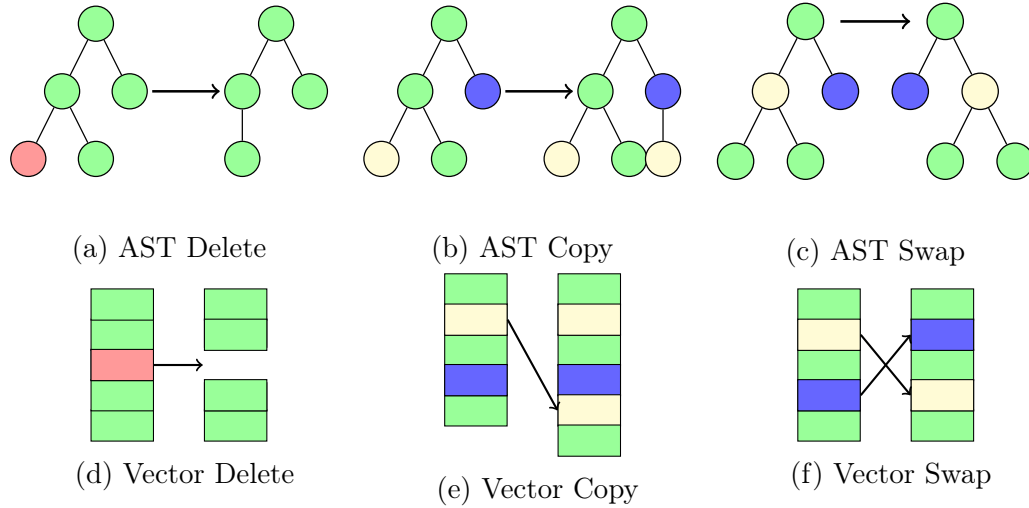 (a) AST Delete
(b) AST Copy
(c) AST Swap
(d) Vector Delete
(e) Vector Copy
(f) Vector Swap